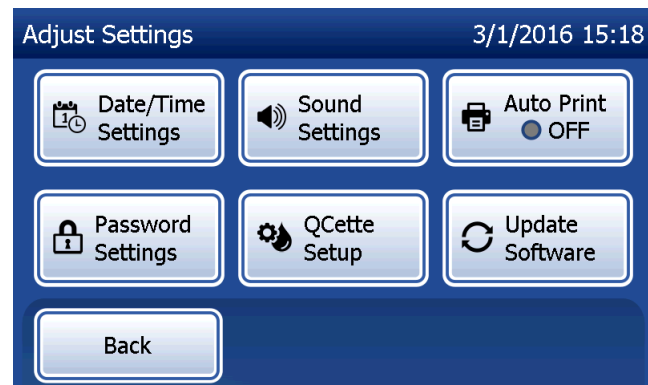 Adjust Settings 3/1/2016 15:18
Date/Time
Settings
Sound
Settings
Auto Print
OFF
Password
Settings
QCette
Setup
Update
Software
Back